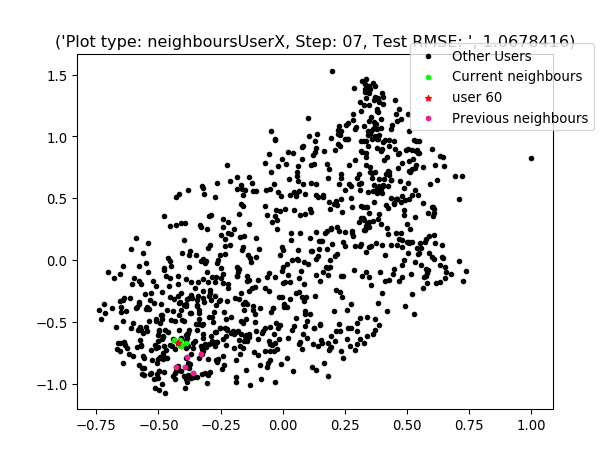 ('Plot type: neighboursUserX, Step: 07, Test RMSE: ', 1.0678416)
Other Users
Current neighbours
user 60
Previous neighbours
1.5
1.0
0.5
0.0
−0.5
−1.0
−0.75 −0.50 −0.25 0.00 0.25 0.50 0.75 1.00